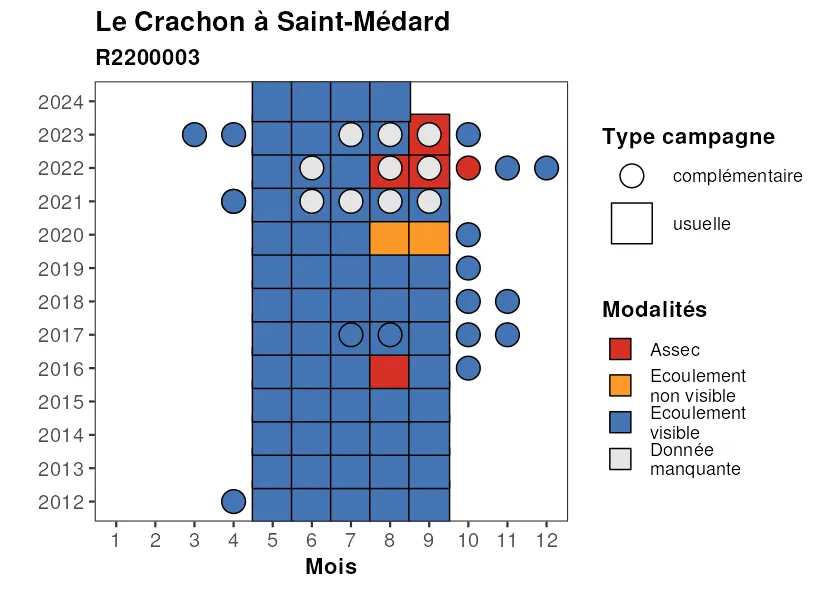 Le Crachon à Saint-Médard
R2200003
2024
2023
2022
2021
2020
2019
2018
2017
2016
2015
2014
2013
2012
1 2 3 4 5 6 7 8 9 10 11 12
Mois
Type campagne
complémentaire
usuelle
Modalités
Assec
Ecoulement
non visible
Ecoulement
visible
Donnée
manquante